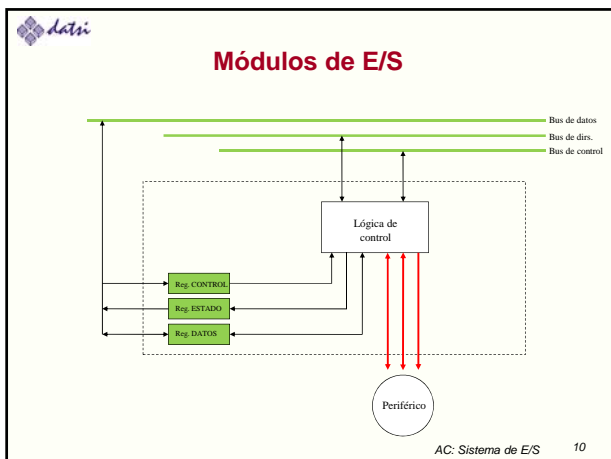 datsi
Módulos de E/S
Bus de datos
Bus de dirs.
Bus de control
Lógica de
control
Reg. CONTROL
Reg. ESTADO
Reg. DATOS
Periférico
AC: Sistema de E/S 10